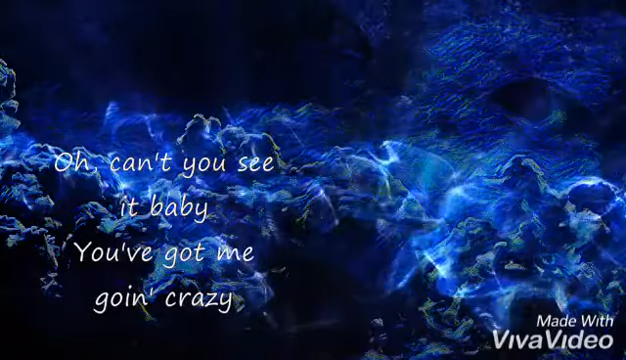 Oh, can't you see
it baby
You've got me
goin' crazy
Made With
VivaVideo